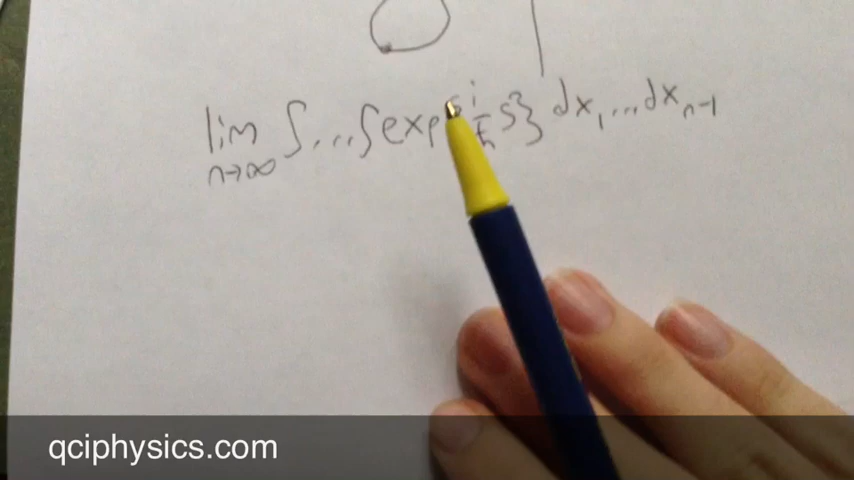 lim ∫...∫exp{i/ħ S} dx₁...dxₙ₋₁
n→∞
qciphysics.com